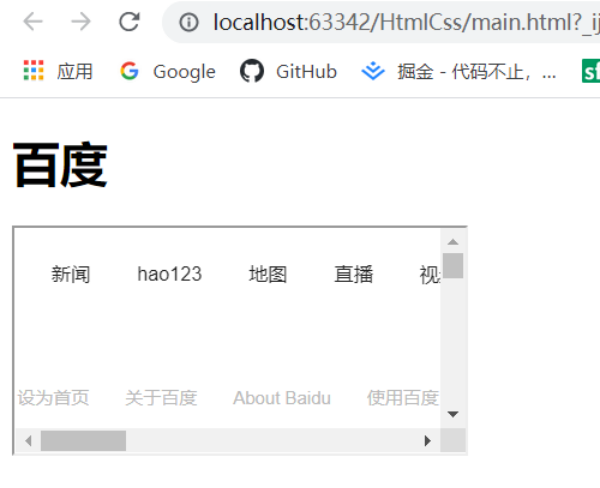 localhost:63342/HtmlCss/main.html?_ij
应用 Google GitHub 掘金 - 代码不止，...
百度
新闻 hao123 地图 直播 视
设为首页 关于百度 About Baidu 使用百度